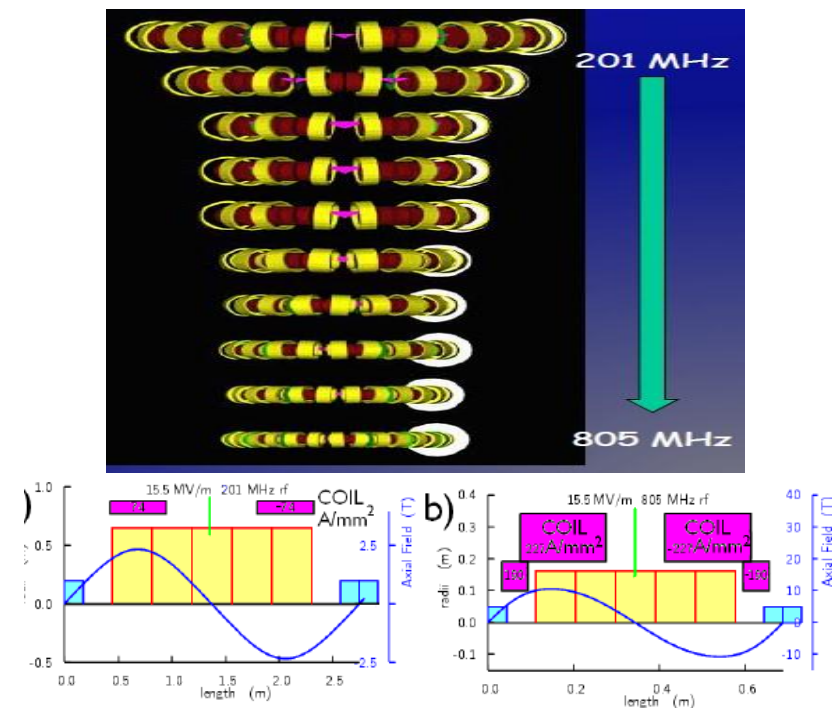 201 MHz
805 MHz
)
15.5 MV/m 201 MHz rf
COIL
A/mm²
1.0
0.5
0.0
-0.5
(m)
0.0 0.5 1.0 1.5 2.0 2.5
length (m)
2.5
0.0
2.5
Axial Field (T)
b)
15.5 MV/m 805 MHz rf
COIL
A/mm²
COIL
A/mm²
0.4
0.3
0.2
0.1
0.0
-0.1
radii (m)
0.0 0.2 0.4 0.6
length (m)
40
30
20
10
0
-10
Axial Field (T)